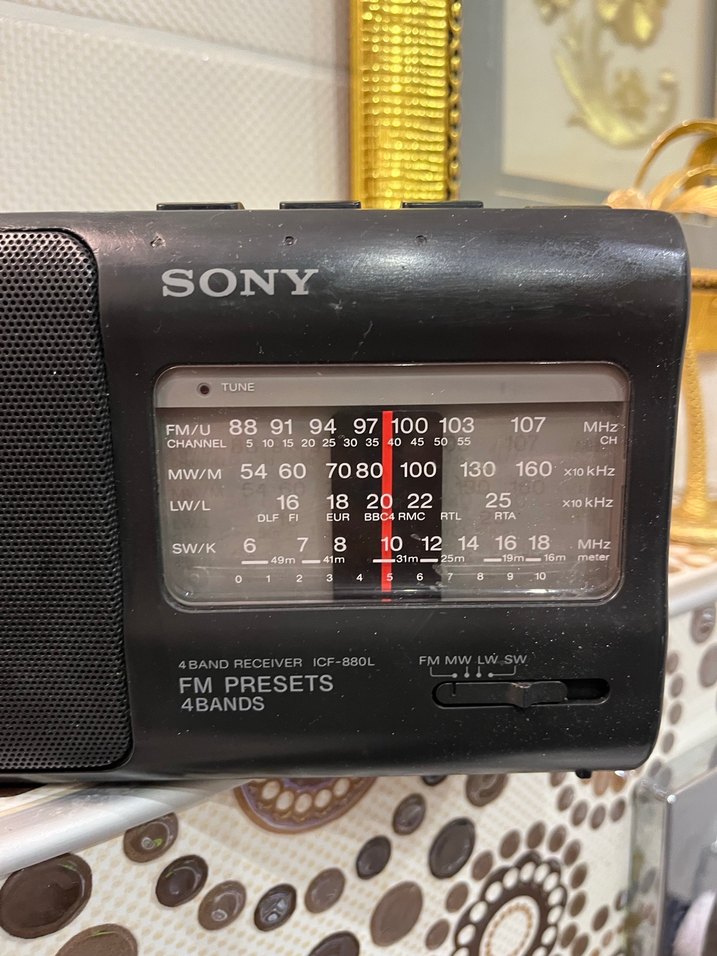 SONY
TUNE
FM/U 88 91 94 97 100 103 107 MHz
CHANNEL 5 10 15 20 25 30 35 40 45 50 55 CH
MW/M 54 60 70 80 100 130 160 x10 kHz
LW/L 16 18 20 22 25 x10 kHz
DLF FI EUR BBC4 RMC RTL RTA
SW/K 6 7 8 10 12 14 16 18 MHz
49m 41m 31m 25m 19m 16m meter
0 1 2 3 4 5 6 7 8 9 10
4 BAND RECEIVER ICF-880L
FM PRESETS
4BANDS
FM MW LW SW